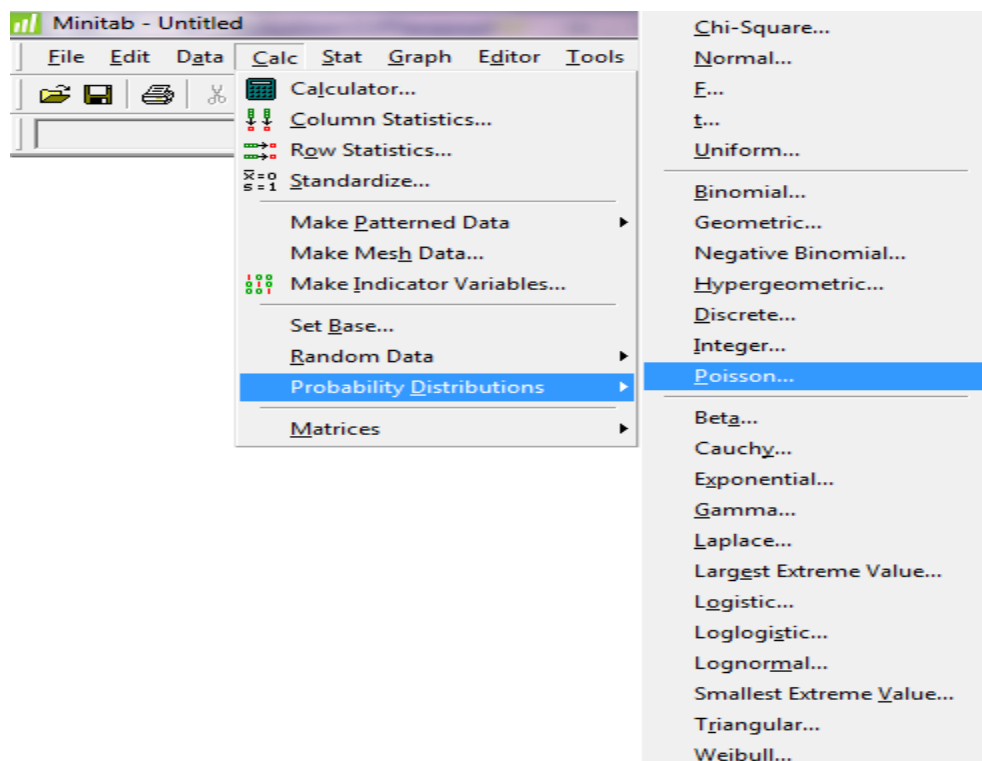 Minitab - Untitled
File Edit Data Calc Stat Graph Editor Tools
Calculator...
Column Statistics...
Row Statistics...
x̄=0
s=1 Standardize...
Make Patterned Data
Make Mesh Data...
Make Indicator Variables...
Set Base...
Random Data
Probability Distributions
Matrices
Chi-Square...
Normal...
F...
t...
Uniform...
Binomial...
Geometric...
Negative Binomial...
Hypergeometric...
Discrete...
Integer...
Poisson...
Beta...
Cauchy...
Exponential...
Gamma...
Laplace...
Largest Extreme Value...
Logistic...
Loglogistic...
Lognormal...
Smallest Extreme Value...
Triangular...
Weibull...